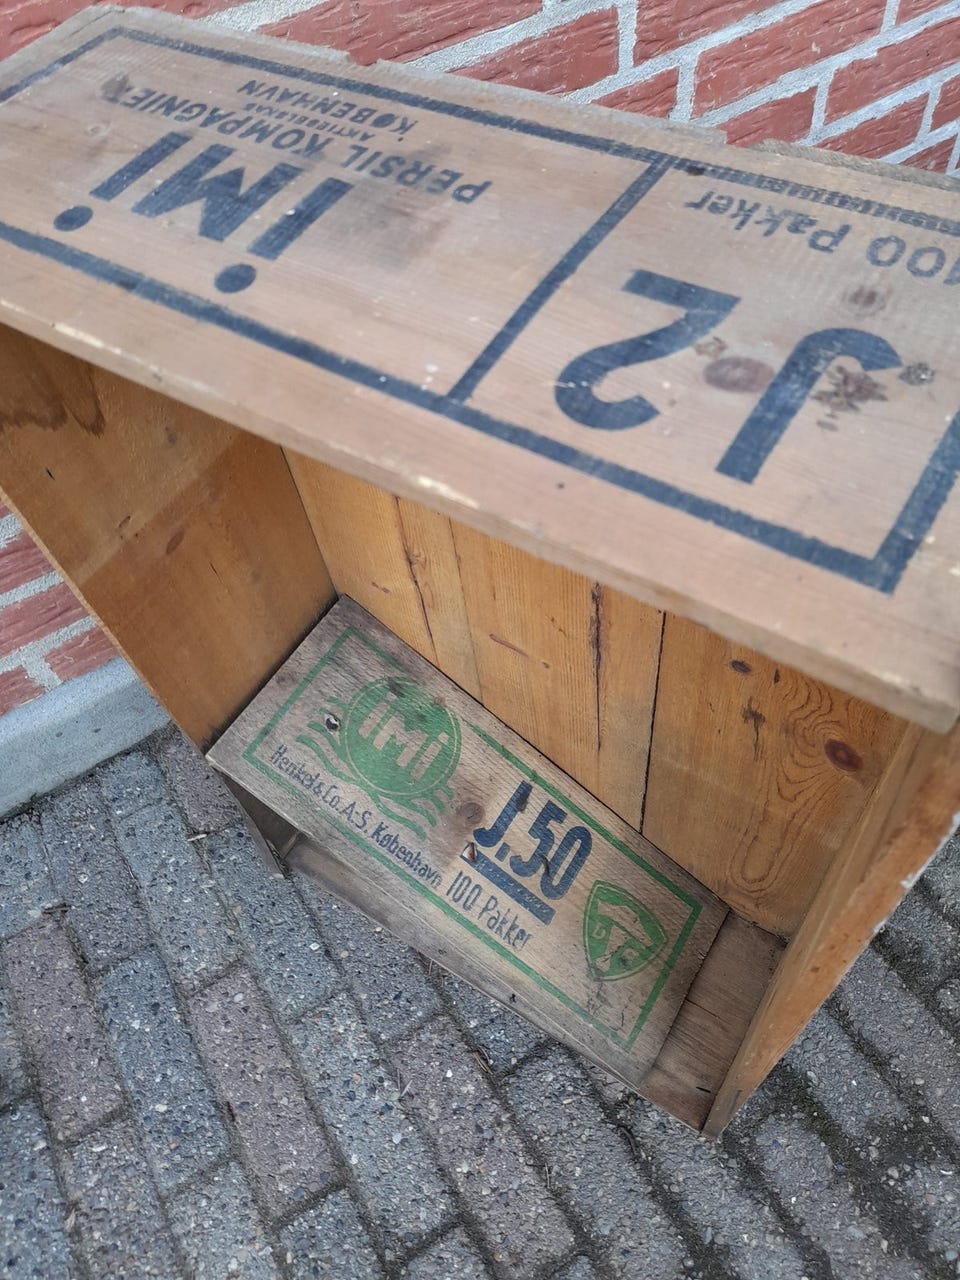 iMi
PERSIL KOMPAGNIET
AKTIESELSKAB
KØBENHAVN
100 Pakker
J2
iMi
Henkel & Co. A-S. København
J.50
100 Pakker